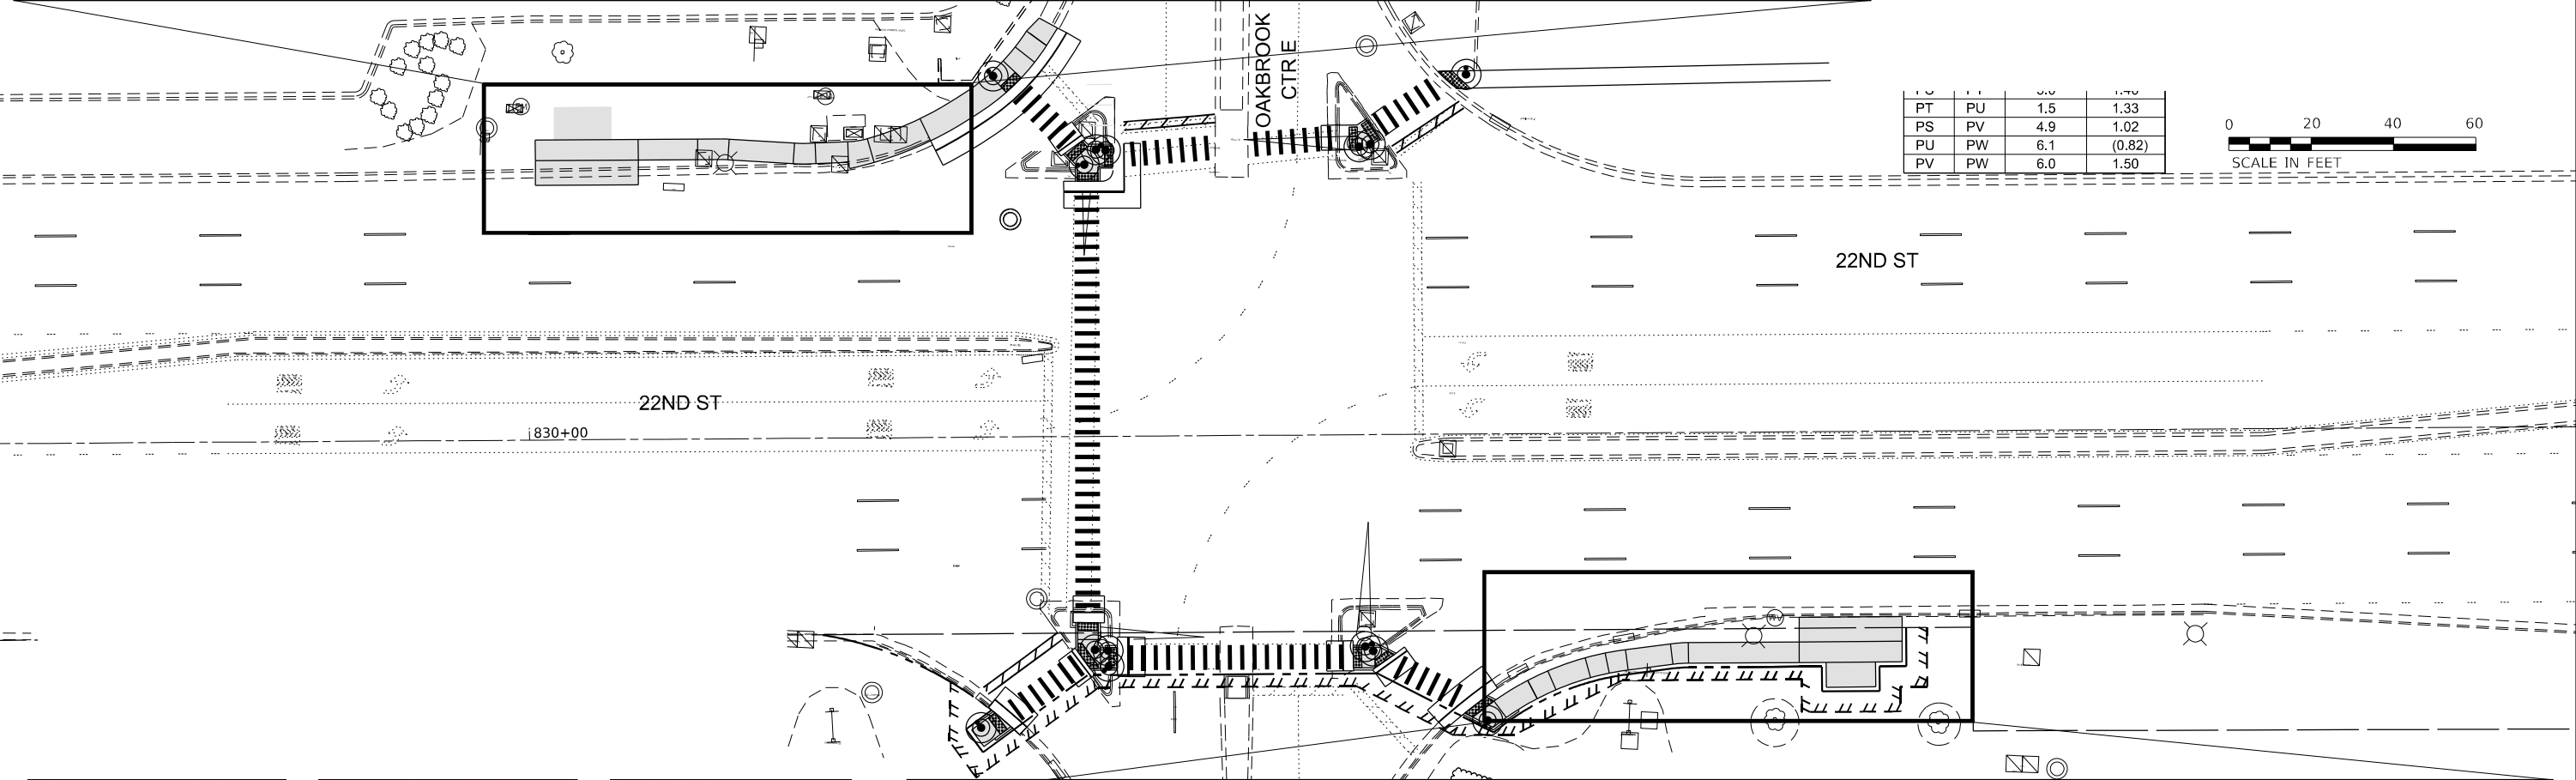 OAKBROOK
CTRE
PT PU 1.5 1.33
PS PV 4.9 1.02
PU PW 6.1 (0.82)
PV PW 6.0 1.50
0 20 40 60
SCALE IN FEET
22ND ST
22ND ST
830+00